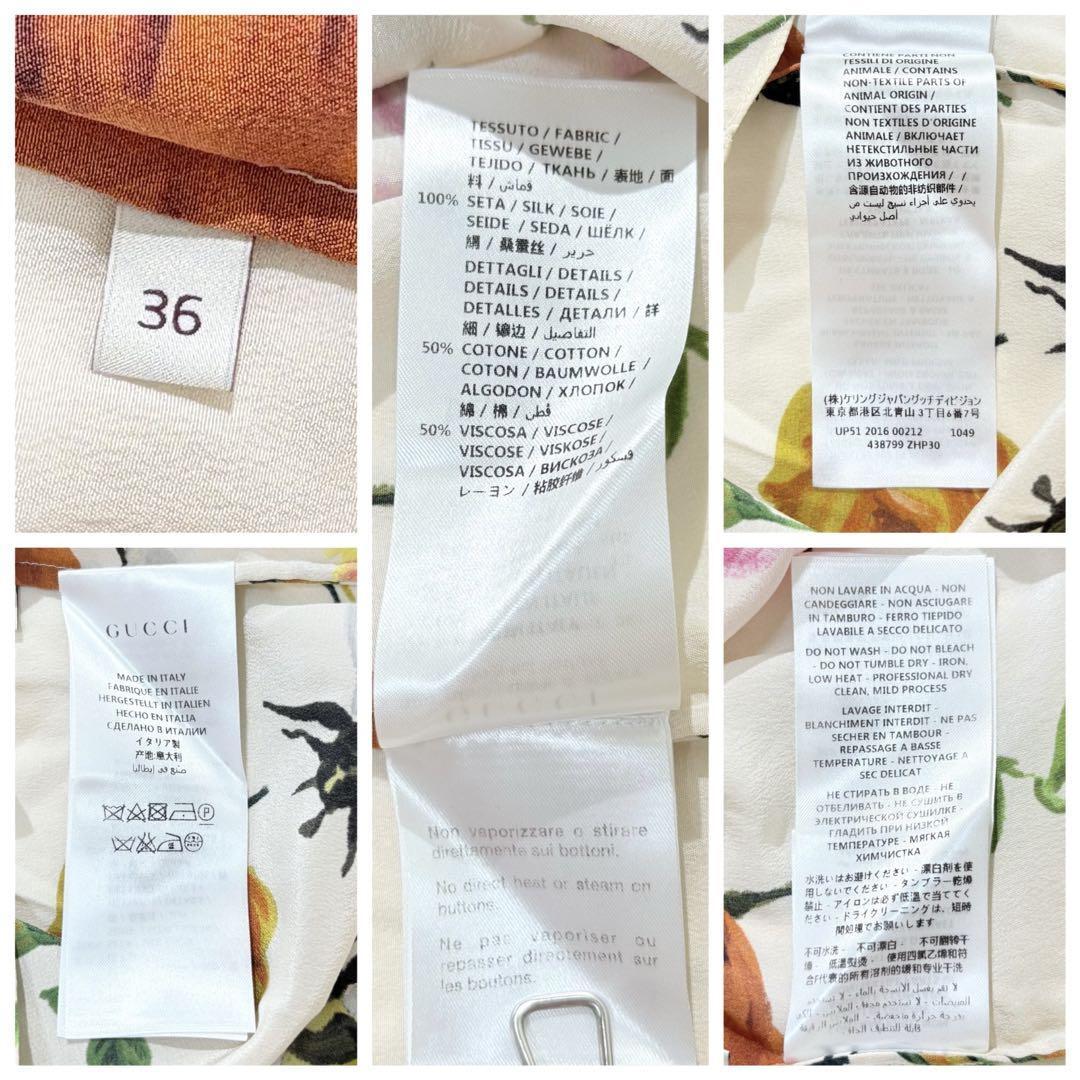 36
TESSUTO / FABRIC /
TISSU / GEWEBE /
TEJIDO / ТКАНЬ / 表地 / 面
料 / قماش /
100% SETA / SILK / SOIE /
SEIDE / SEDA / ШЁЛК /
絹 / 桑蚕丝 / حرير /
DETTAGLI / DETAILS /
DETAILS / DETAILS /
DETALLES / ДЕТАЛИ / 詳
細 / 镶边 / التفاصيل /
50% COTONE / COTTON /
COTON / BAUMWOLLE /
ALGODON / ХЛОПОК /
綿 / 棉 / قطن /
50% VISCOSA / VISCOSE /
VISCOSE / VISKOSE /
VISCOSA / ВИСКОЗА /
レーヨン / 粘胶纤维 / فسكوز /
Non vaporizzare o stirare
direttamente sui bottoni.
No direct heat or steam on
buttons.
Ne pas vaporiser ou
repasser directement sur
les boutons.
CONTIENE PARTI NON
TESSILI DI ORIGINE
ANIMALE / CONTAINS
NON-TEXTILE PARTS OF
ANIMAL ORIGIN /
CONTIENT DES PARTIES
NON TEXTILES D'ORIGINE
ANIMALE / ВКЛЮЧАЕТ
НЕТЕКСТИЛЬНЫЕ ЧАСТИ
ИЗ ЖИВОТНОГО
ПРОИСХОЖДЕНИЯ / /
含源自动物的非纺织部件 /
يحتوي على أجزاء نسيج ليست من
أصل حيواني
(株)ケリングジャパングッチディビジョン
東京都港区北青山3丁目6番7号
UP51 2016 00212 1049
438799 ZHP30
GUCCI
MADE IN ITALY
FABRIQUE EN ITALIE
HERGESTELLT IN ITALIEN
HECHO EN ITALIA
СДЕЛАНО В ИТАЛИИ
イタリア製
产地:意大利
صنع في إيطاليا
NON LAVARE IN ACQUA - NON
CANDEGGIARE - NON ASCIUGARE
IN TAMBURO - FERRO TIEPIDO
LAVABILE A SECCO DELICATO
DO NOT WASH - DO NOT BLEACH
- DO NOT TUMBLE DRY - IRON,
LOW HEAT - PROFESSIONAL DRY
CLEAN, MILD PROCESS
LAVAGE INTERDIT -
BLANCHIMENT INTERDIT - NE PAS
SECHER EN TAMBOUR -
REPASSAGE A BASSE
TEMPERATURE - NETTOYAGE A
SEC DELICAT
НЕ СТИРАТЬ В ВОДЕ - НЕ
ОТБЕЛИВАТЬ - НЕ СУШИТЬ В
ЭЛЕКТРИЧЕСКОЙ СУШИЛКЕ -
ГЛАДИТЬ ПРИ НИЗКОЙ
ТЕМПЕРАТУРЕ - МЯГКАЯ
ХИМЧИСТКА
水洗いはお避けください - 漂白剤を使
用しないでください - タンブラー乾燥
禁止 - アイロンは必ず低温で当ててく
ださい - ドライクリーニングは、短時
間処理でお願いします
不可水洗 - 不可漂白 - 不可翻转干
燥 - 低温熨烫 - 使用四氯乙烯和符
合F代表的所有溶剂的缓和专业干洗